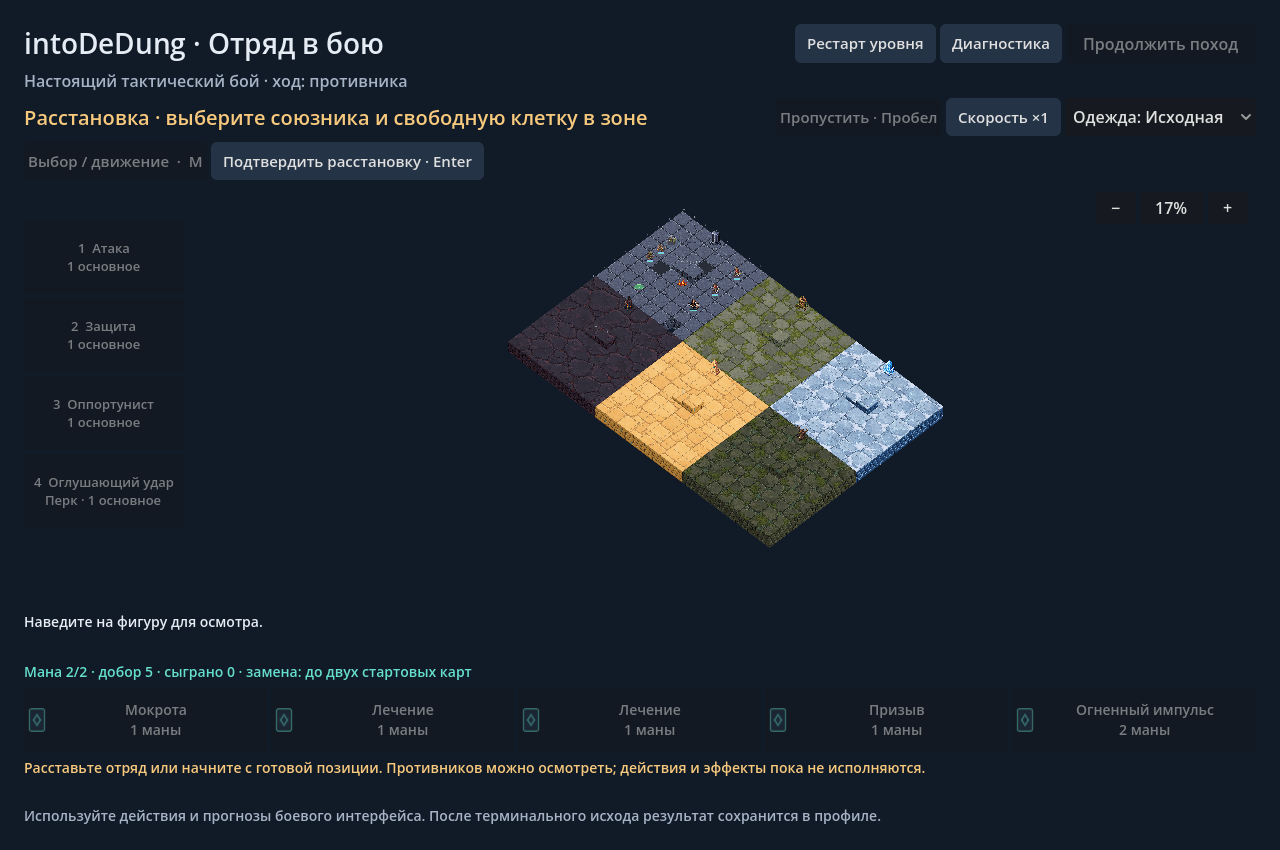 intoDeDung · Отряд в бою
Рестарт уровня
Диагностика
Продолжить поход
Настоящий тактический бой · ход: противника
Расстановка · выберите союзника и свободную клетку в зоне
Пропустить · Пробел
Скорость ×1
Одежда: Исходная
Выбор / движение · М
Подтвердить расстановку · Enter
− 17% +
1 Атака
1 основное
2 Защита
1 основное
3 Оппортунист
1 основное
4 Оглушающий удар
Перк · 1 основное
Наведите на фигуру для осмотра.
Мана 2/2 · добор 5 · сыграно 0 · замена: до двух стартовых карт
Мокрота
1 маны
Лечение
1 маны
Лечение
1 маны
Призыв
1 маны
Огненный импульс
2 маны
Расставьте отряд или начните с готовой позиции. Противников можно осмотреть; действия и эффекты пока не исполняются.
Используйте действия и прогнозы боевого интерфейса. После терминального исхода результат сохранится в профиле.